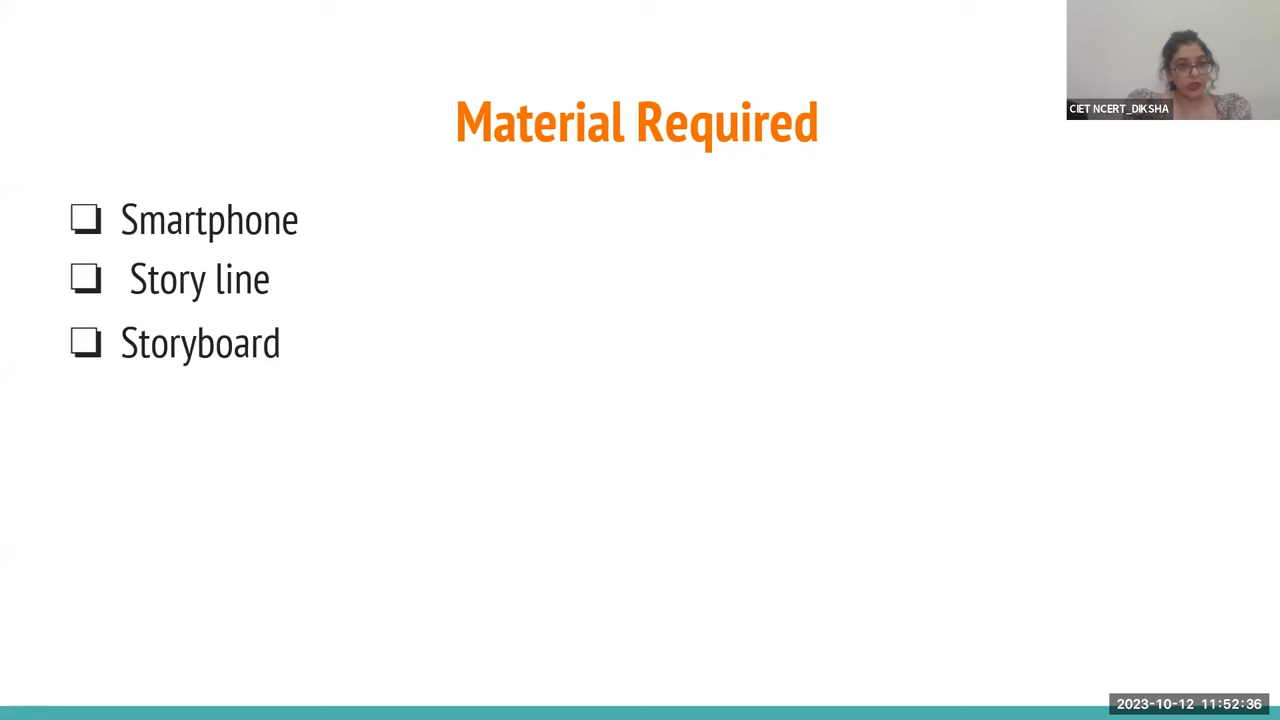 Material Required
CIET NCERT_DIKSHA
Smartphone
Story line
Storyboard
2023-10-12 11:52:36